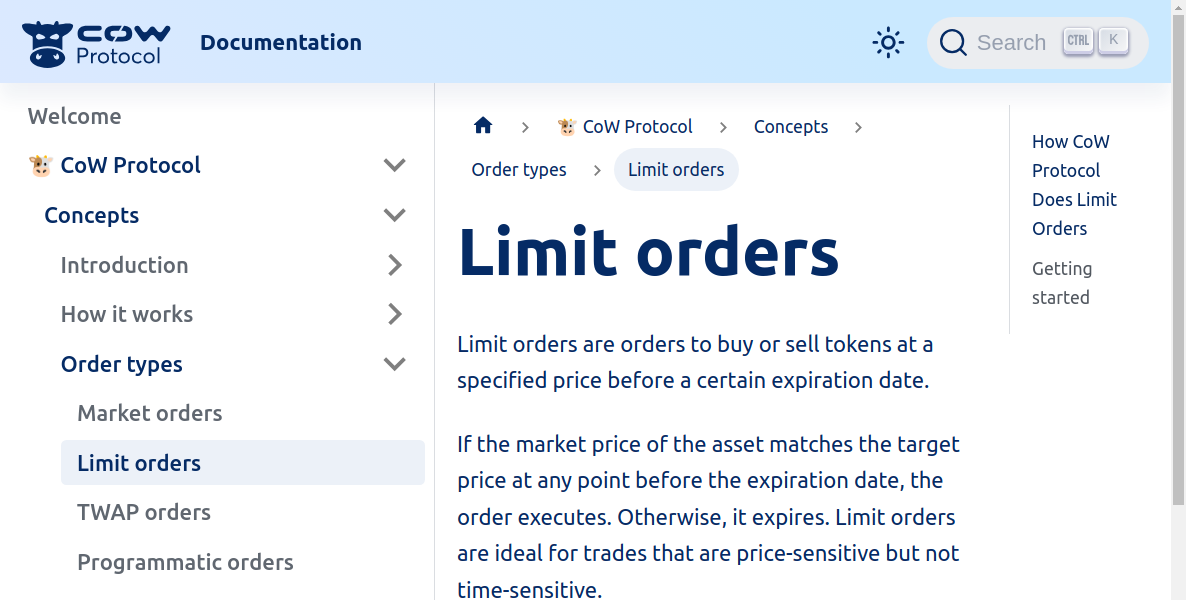 COW
Protocol
Documentation
Search CTRL K
Welcome
🐮 CoW Protocol
Concepts
Introduction
How it works
Order types
Market orders
Limit orders
TWAP orders
Programmatic orders
🐮 CoW Protocol
Concepts
Order types
Limit orders
Limit orders
Limit orders are orders to buy or sell tokens at a
specified price before a certain expiration date.
If the market price of the asset matches the target
price at any point before the expiration date, the
order executes. Otherwise, it expires. Limit orders
are ideal for trades that are price-sensitive but not
time-sensitive.
How CoW
Protocol
Does Limit
Orders
Getting
started